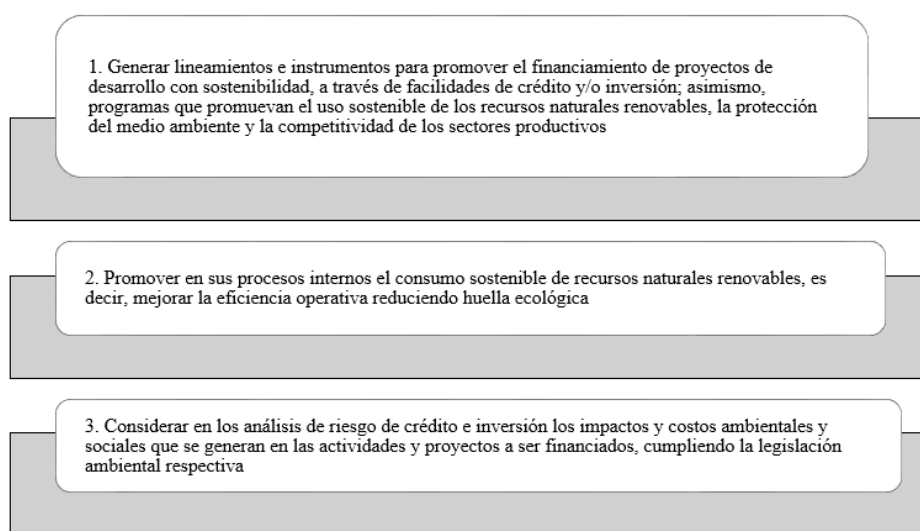 1. Generar lineamientos e instrumentos para promover el financiamiento de proyectos de
desarrollo con sostenibilidad, a través de facilidades de crédito y/o inversión; asimismo,
programas que promuevan el uso sostenible de los recursos naturales renovables, la protección
del medio ambiente y la competitividad de los sectores productivos
2. Promover en sus procesos internos el consumo sostenible de recursos naturales renovables, es
decir, mejorar la eficiencia operativa reduciendo huella ecológica
3. Considerar en los análisis de riesgo de crédito e inversión los impactos y costos ambientales y
sociales que se generan en las actividades y proyectos a ser financiados, cumpliendo la legislación
ambiental respectiva